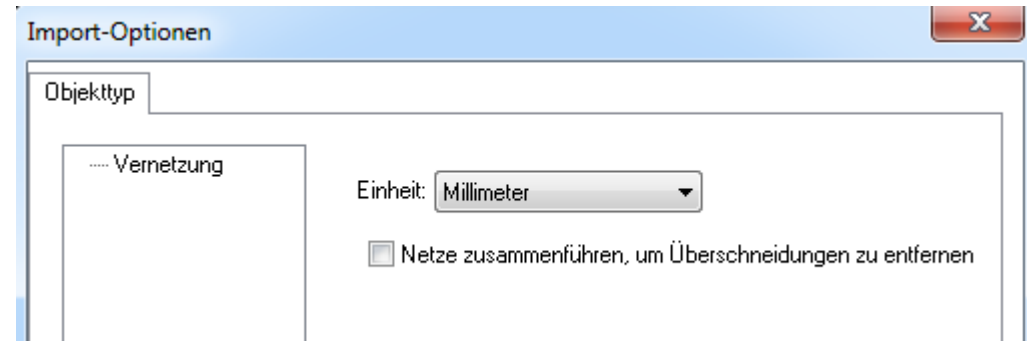 Import-Optionen
Objekttyp
Vernetzung
Einheit: Millimeter
Netze zusammenführen, um Überschneidungen zu entfernen